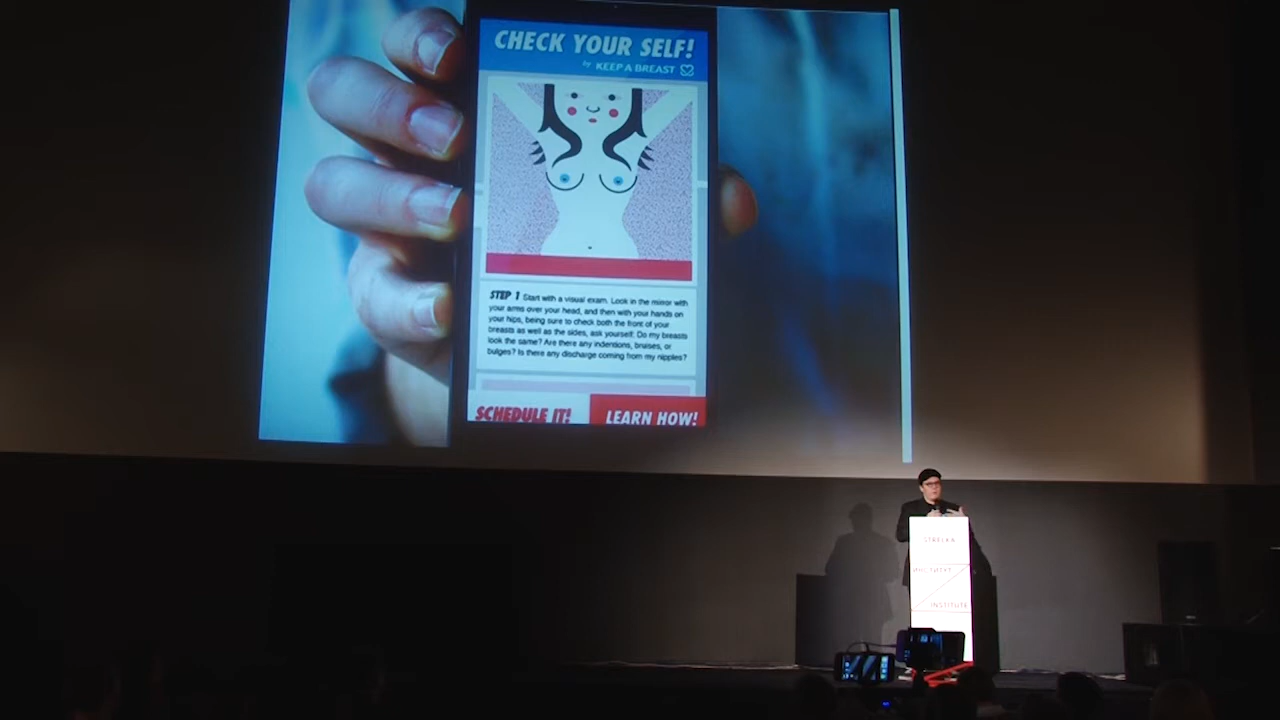 CHECK YOUR SELF!
by KEEP A BREAST
STEP 1 Start with a visual exam. Look in the mirror with
your arms over your head, and then with your hands on
your hips, being sure to check both the front of your
breasts as well as the sides, ask yourself: Do my breasts
look the same? Are there any indentions, bruises, or
bulges? Is there any discharge coming from my nipples?
SCHEDULE IT!
LEARN HOW!
STRELKA
ИНСТИТУТ
INSTITUTE